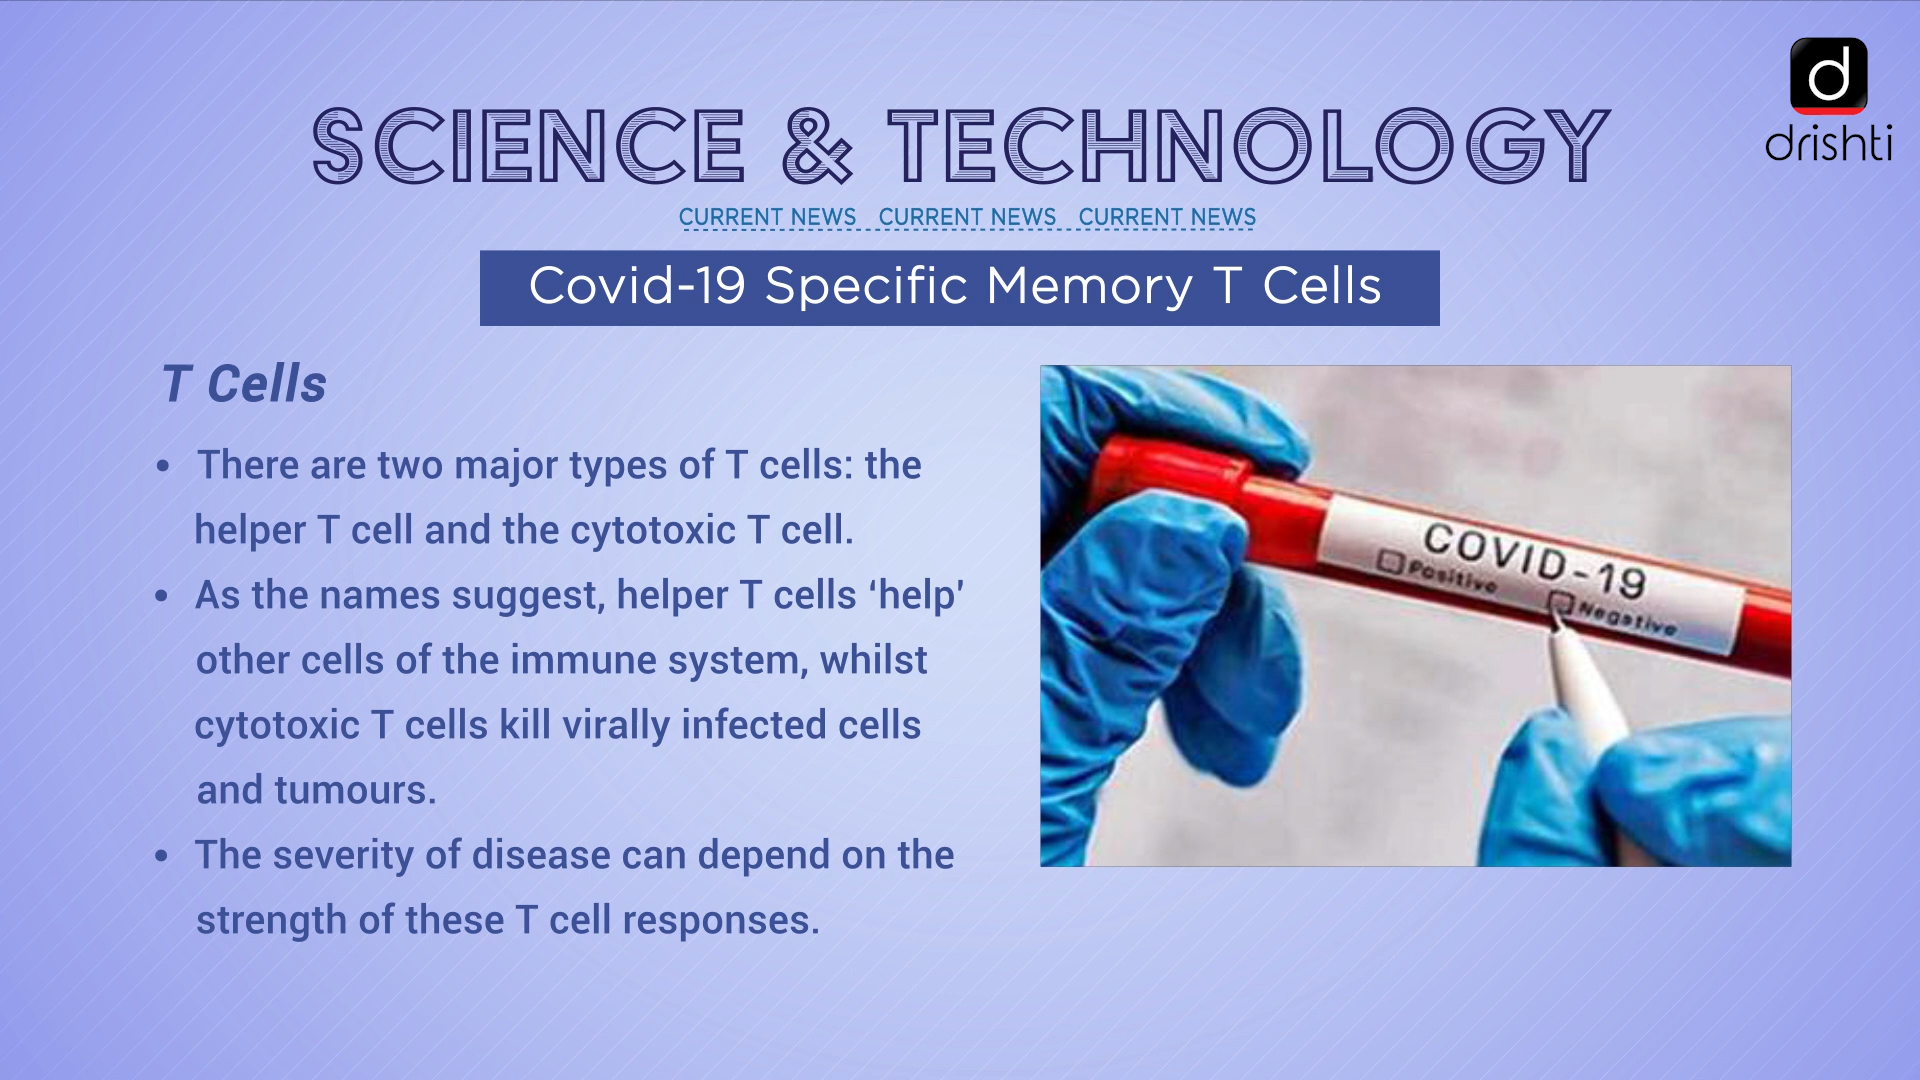 d
drishti
SCIENCE & TECHNOLOGY
CURRENT NEWS CURRENT NEWS CURRENT NEWS
Covid-19 Specific Memory T Cells
T Cells
• There are two major types of T cells: the
helper T cell and the cytotoxic T cell.
• As the names suggest, helper T cells ‘help’
other cells of the immune system, whilst
cytotoxic T cells kill virally infected cells
and tumours.
• The severity of disease can depend on the
strength of these T cell responses.
COVID-19
Positive
Negative